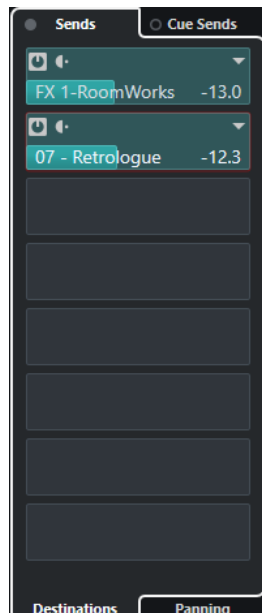 Sends Cue Sends
FX 1-RoomWorks -13.0
07 - Retrologue -12.3
Destinations Panning